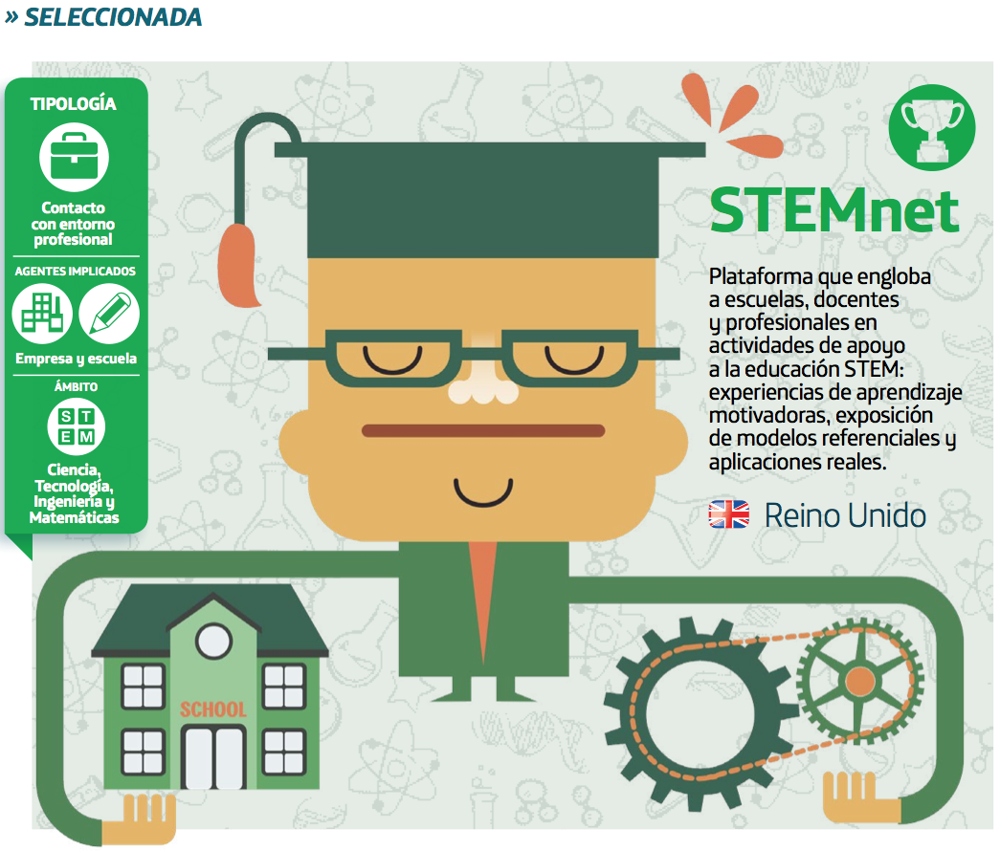 » SELECCIONADA
TIPOLOGÍA
Contacto
con entorno
profesional
AGENTES IMPLICADOS
Empresa y escuela
ÁMBITO
S T
E M
Ciencia,
Tecnología,
Ingeniería y
Matemáticas
STEMnet
Plataforma que engloba
a escuelas, docentes
y profesionales en
actividades de apoyo
a la educación STEM:
experiencias de aprendizaje
motivadoras, exposición
de modelos referenciales y
aplicaciones reales.
Reino Unido
SCHOOL